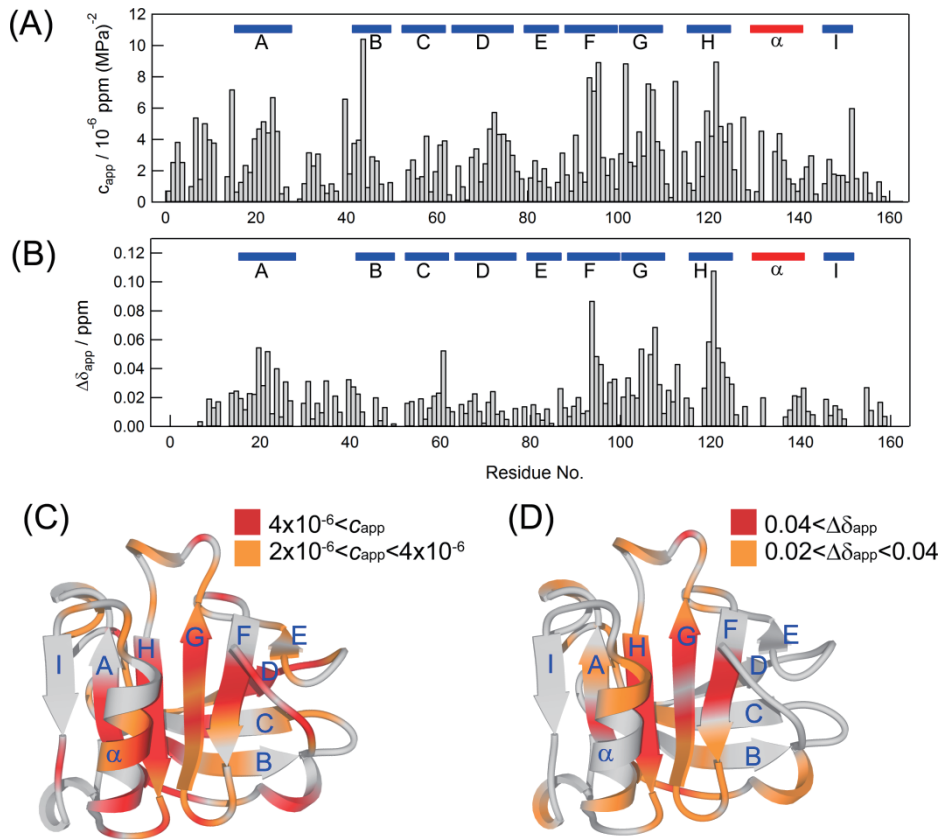 (A)
c_app / 10⁻⁶ ppm (MPa)⁻²
12
10
8
6
4
2
0
A B C D E F G H α I
0 20 40 60 80 100 120 140 160
(B)
Δδ_app / ppm
0.12
0.10
0.08
0.06
0.04
0.02
0.00
A B C D E F G H α I
0 20 40 60 80 100 120 140 160
Residue No.
(C)
4x10⁻⁶<c_app
2x10⁻⁶<c_app<4x10⁻⁶
I A H G F E D C B α
(D)
0.04<Δδ_app
0.02<Δδ_app<0.04
I A H G F E D C B α